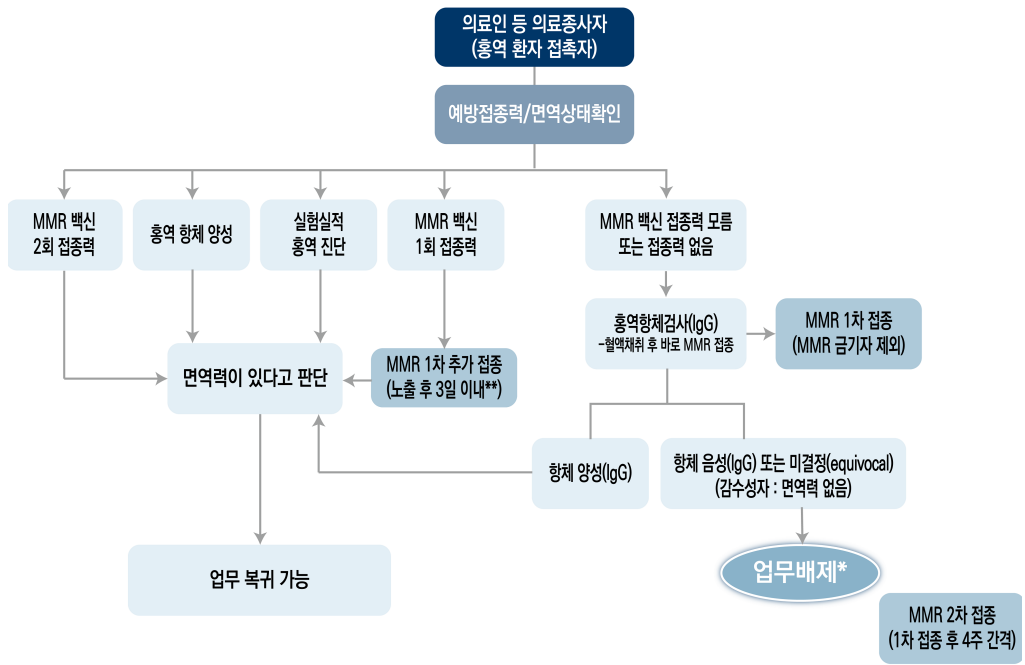 의료인 등 의료종사자
(홍역 환자 접촉자)
예방접종력/면역상태확인
MMR 백신
2회 접종력
홍역 항체 양성
실험실적
홍역 진단
MMR 백신
1회 접종력
MMR 백신 접종력 모름
또는 접종력 없음
홍역항체검사(IgG)
-혈액채취 후 바로 MMR 접종
MMR 1차 접종
(MMR 금기자 제외)
면역력이 있다고 판단
MMR 1차 추가 접종
(노출 후 3일 이내**)
항체 양성(IgG)
항체 음성(IgG) 또는 미결정(equivocal)
(감수성자 : 면역력 없음)
업무 복귀 가능
업무배제*
MMR 2차 접종
(1차 접종 후 4주 간격)